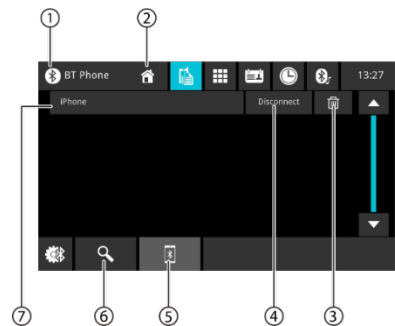 ① ②
BT Phone 13:27
iPhone Disconnect
⑦ ⑥ ⑤ ④ ③